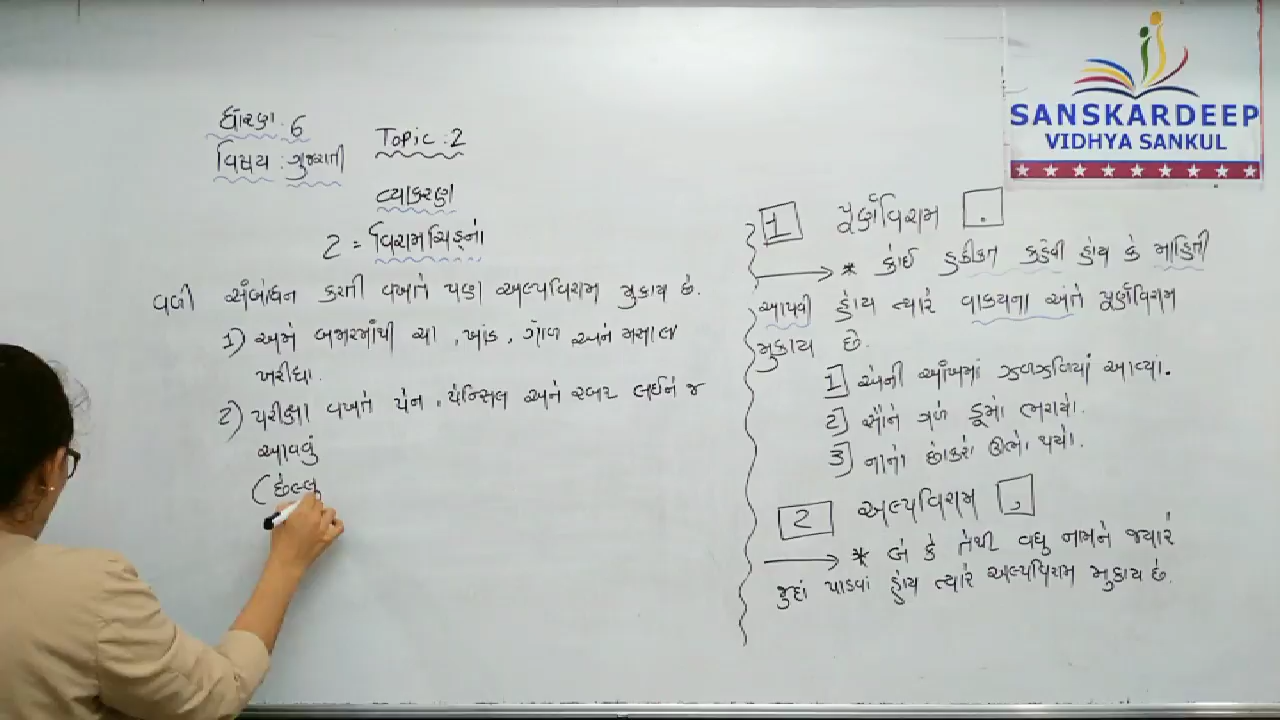 ધોરણ : 6
વિષય : ગુજરાતી
Topic : 2
વ્યાકરણ
2 = વિરામચિહ્નો
વળી સંબોધન કરતી વખતે પણ અલ્પવિરામ મુકાય છે.
1) અમે બજારમાંથી ચા , ખાંડ , ગોળ અને મસાલા
ખરીદ્યા.
2) પરીક્ષા વખતે પેન , પેન્સિલ અને રબર લઈને જ
આવવું
(છેલ્લુ
1 પૂર્ણવિરામ .
* કોઈ હકીકત કહેવી હોય કે માહિતી
આપવી હોય ત્યારે વાક્યના અંતે પૂર્ણવિરામ
મુકાય છે.
1] એની આંખમાં ઝળઝળિયાં આવ્યાં.
2] સૌને ગળે ડૂમો ભરાયો.
3] નાનો છોકરો ઊભો થયો.
2 અલ્પવિરામ ,
* બે કે તેથી વધુ નામને જ્યારે
જુદાં પાડવાં હોય ત્યારે અલ્પવિરામ મુકાય છે.
SANSKARDEEP
VIDHYA SANKUL